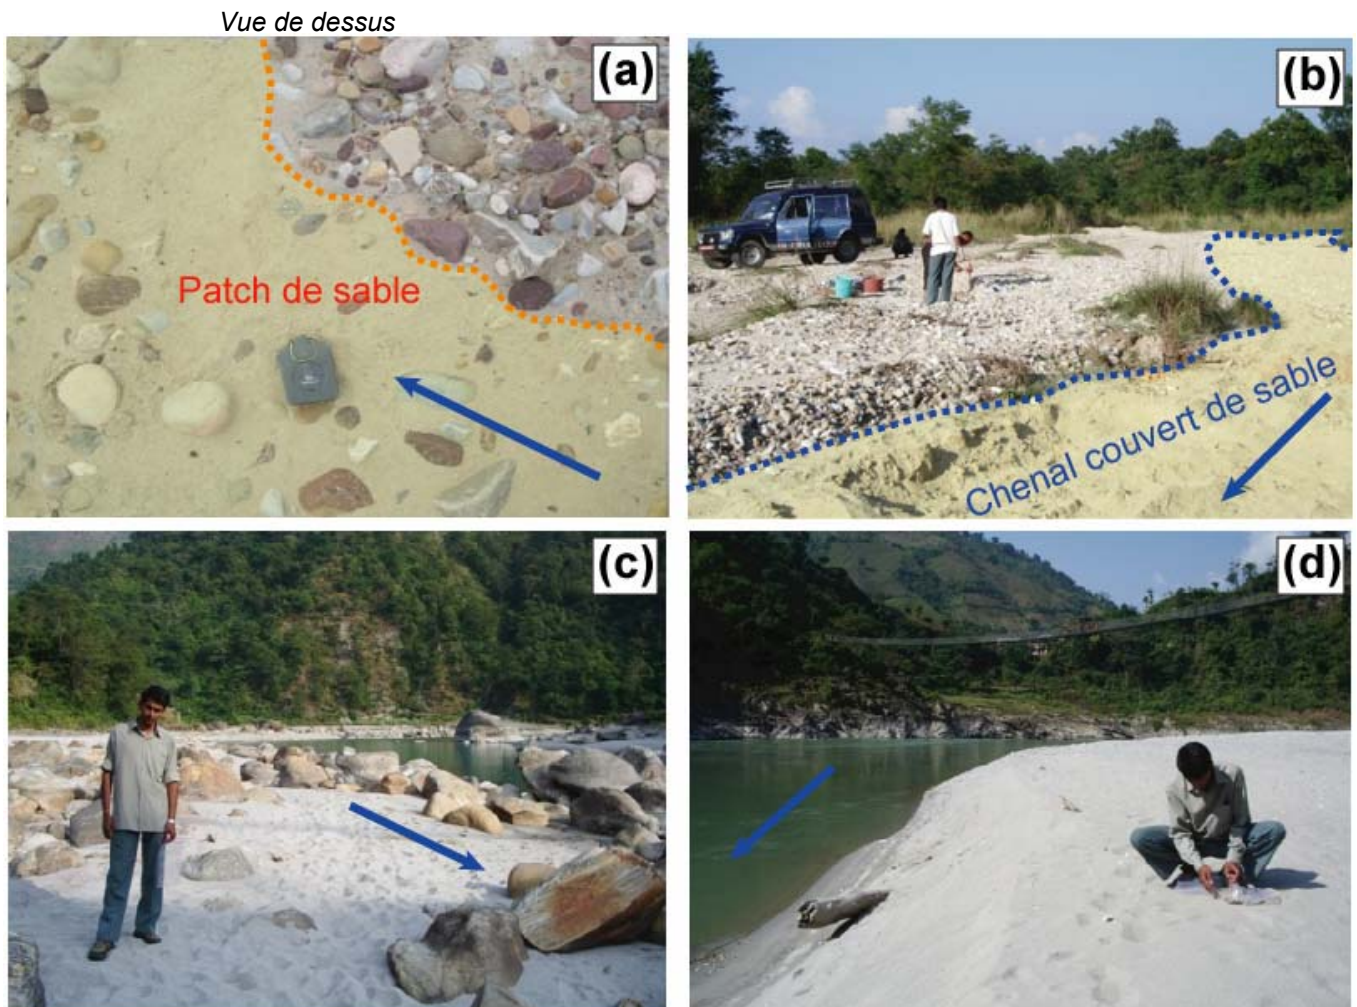 Vue de dessus
(a)
(b)
Patch de sable
Chenal couvert de sable
(c)
(d)